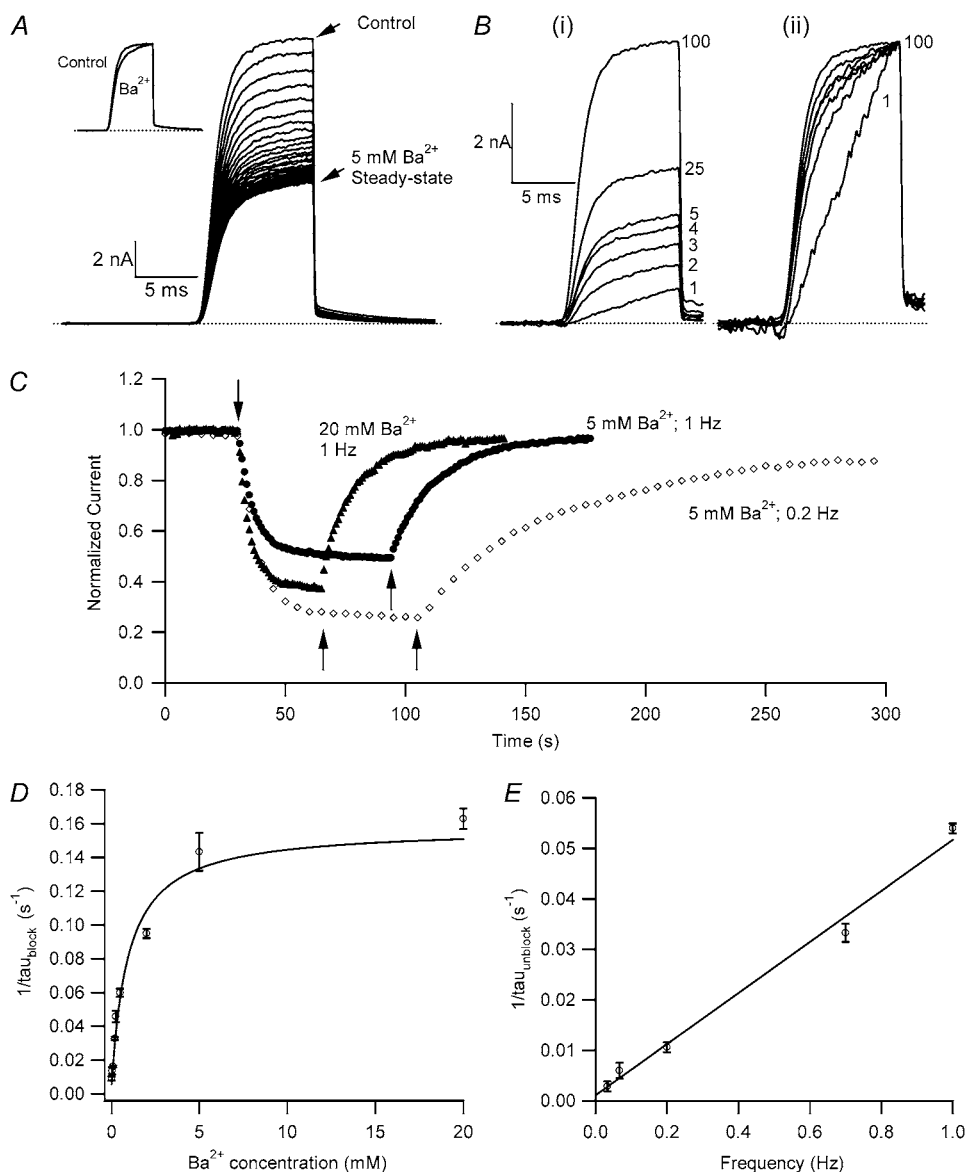 A
Control
Ba2+
Control
5 mM Ba2+
Steady-state
2 nA
5 ms
B
(i)
(ii)
100
25
5
4
3
2
1
2 nA
5 ms
100
1
C
Normalized Current
1.2
1.0
0.8
0.6
0.4
0.2
0.0
20 mM Ba2+
1 Hz
5 mM Ba2+; 1 Hz
5 mM Ba2+; 0.2 Hz
0
50
100
150
200
250
300
Time (s)
D
1/taublock (s-1)
0.18
0.16
0.14
0.12
0.10
0.08
0.06
0.04
0.02
0.00
0
5
10
15
20
Ba2+ concentration (mM)
E
1/tauunblock (s-1)
0.06
0.05
0.04
0.03
0.02
0.01
0.00
0.0
0.2
0.4
0.6
0.8
1.0
Frequency (Hz)